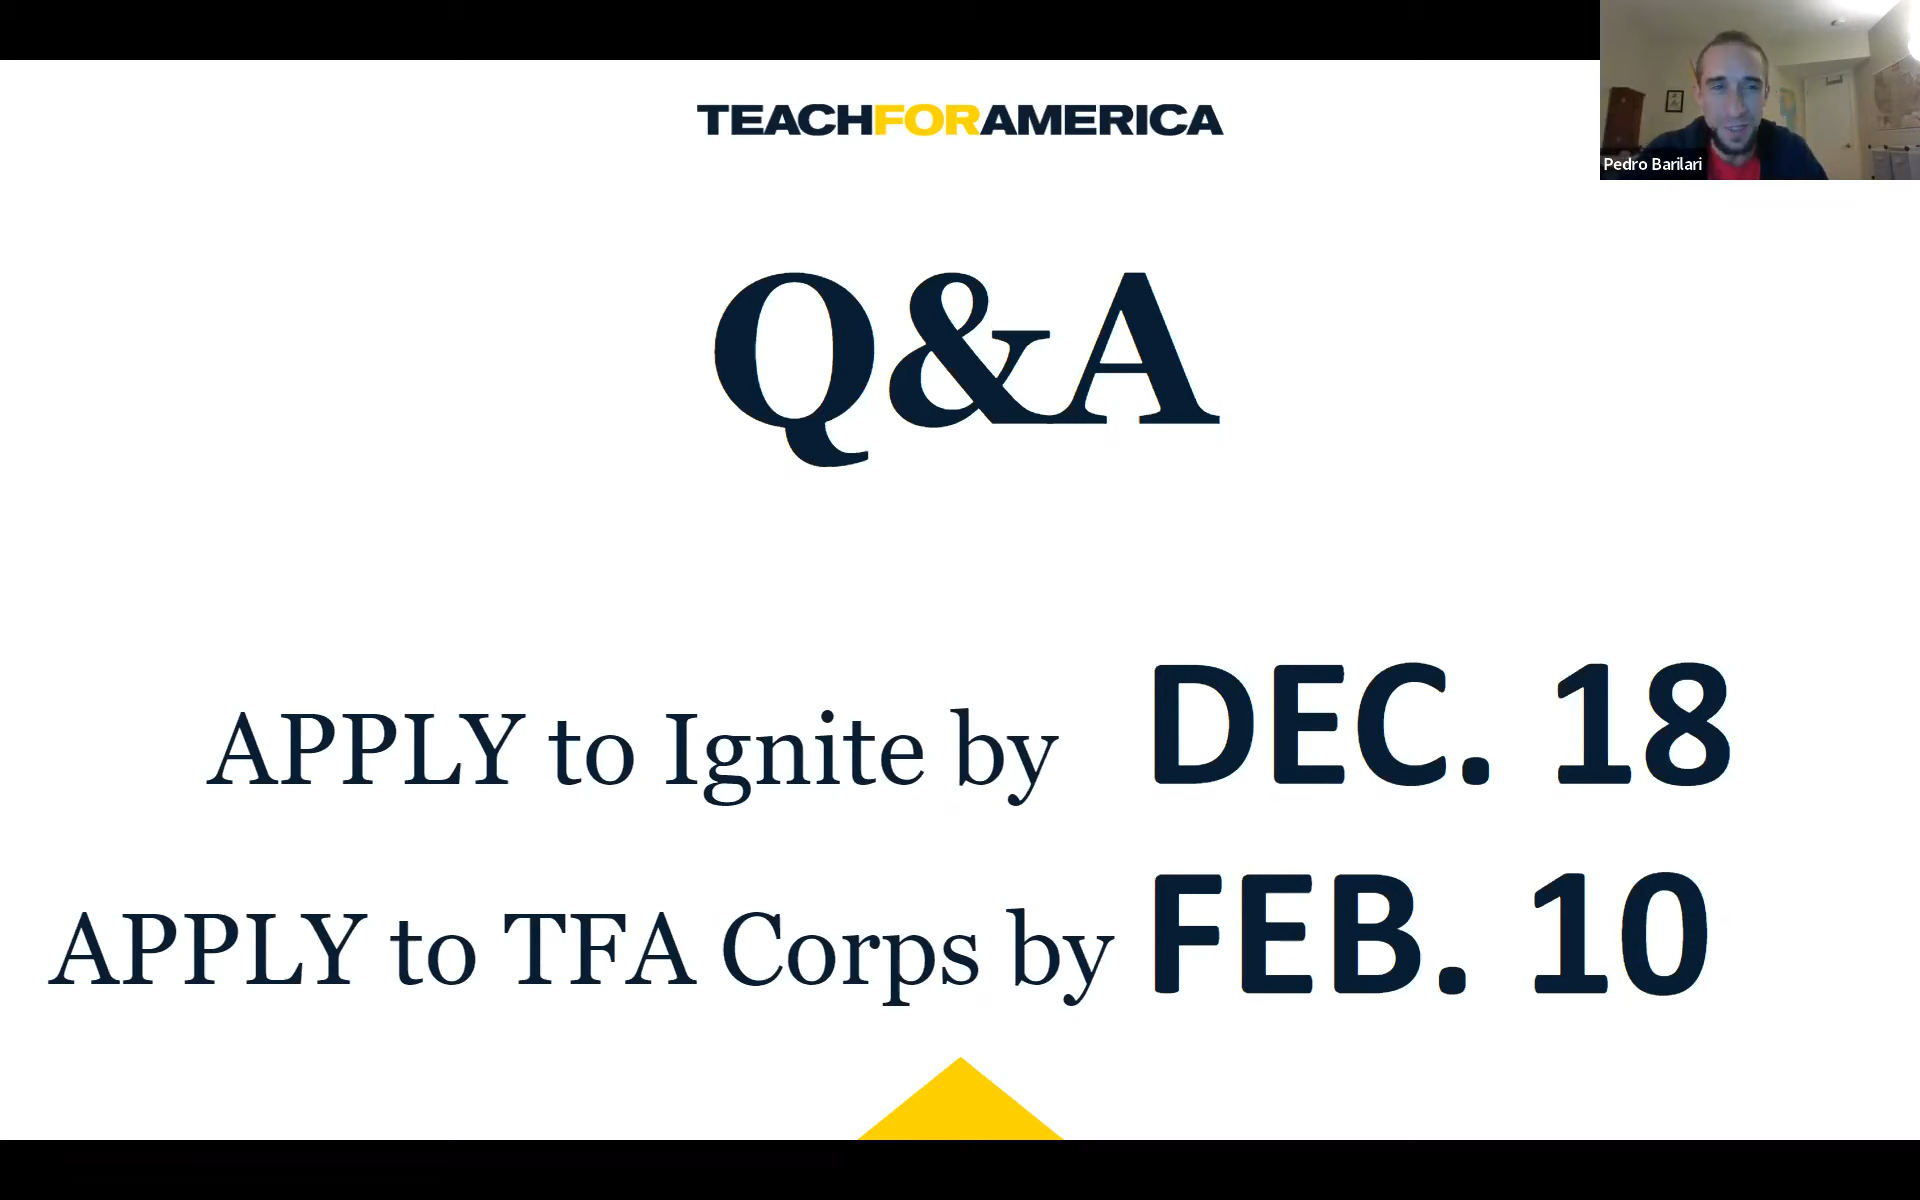 TEACHFORAMERICA
Pedro Barilari
Q&A
APPLY to Ignite by DEC. 18
APPLY to TFA Corps by FEB. 10